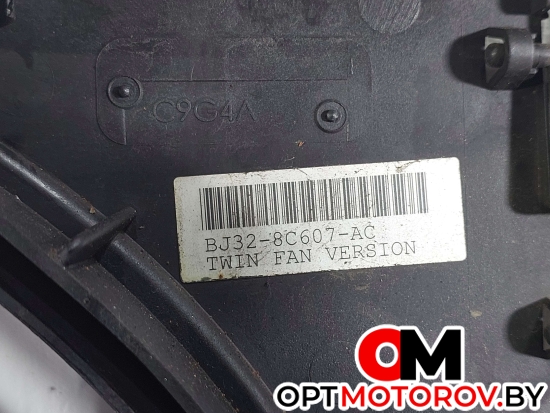 C9G4A
BJ32-8C607-AC
TWIN FAN VERSION
OM
OPTMOTOROV.BY